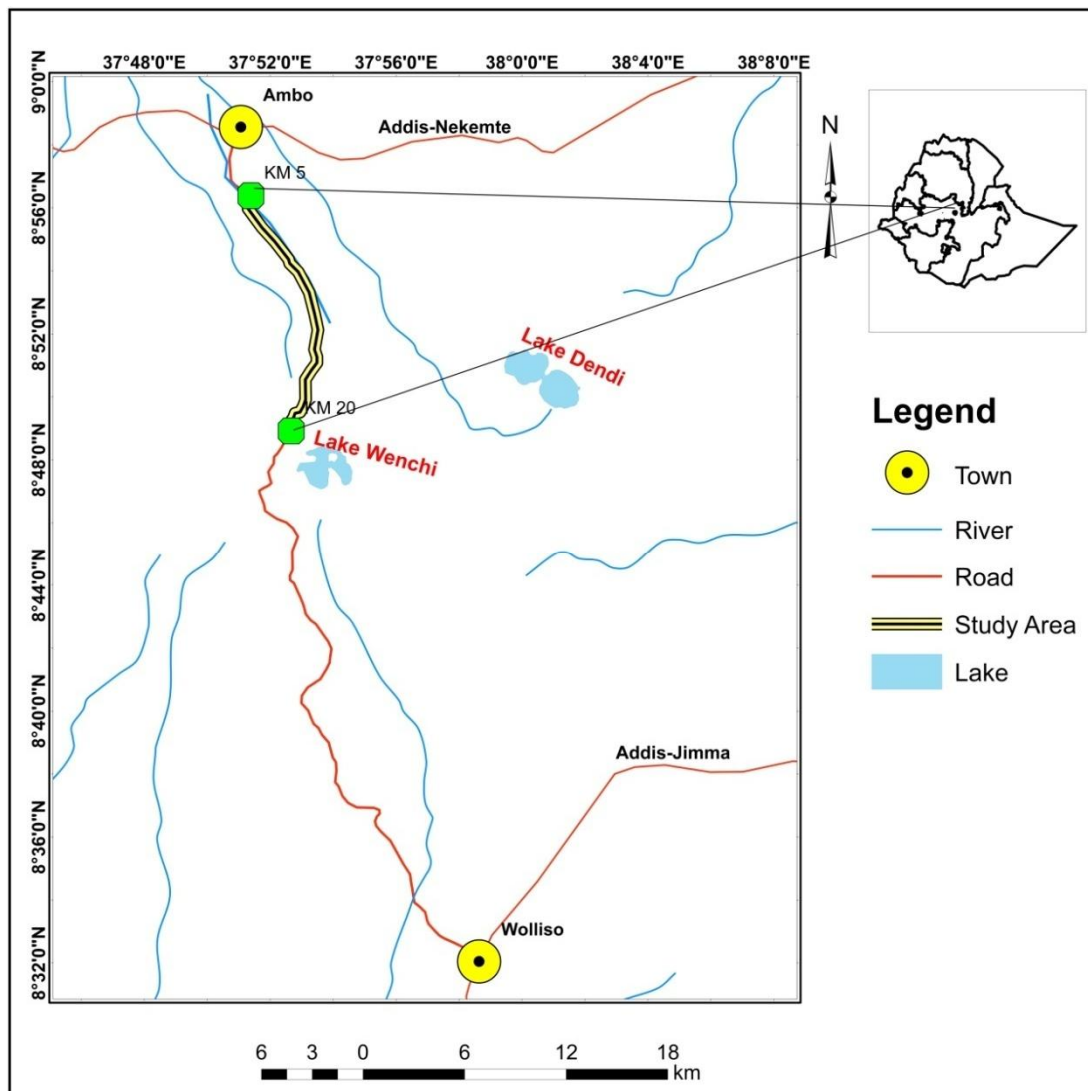 37°48'0"E 37°52'0"E 37°56'0"E 38°0'0"E 38°4'0"E 38°8'0"E
9°0'0"N
8°56'0"N
8°52'0"N
8°48'0"N
8°44'0"N
8°40'0"N
8°36'0"N
8°32'0"N
Ambo
Addis-Nekemte
KM 5
Lake Dendi
KM 20
Lake Wenchi
Addis-Jimma
Wolliso
N
Legend
Town
River
Road
Study Area
Lake
6 3 0 6 12 18
km